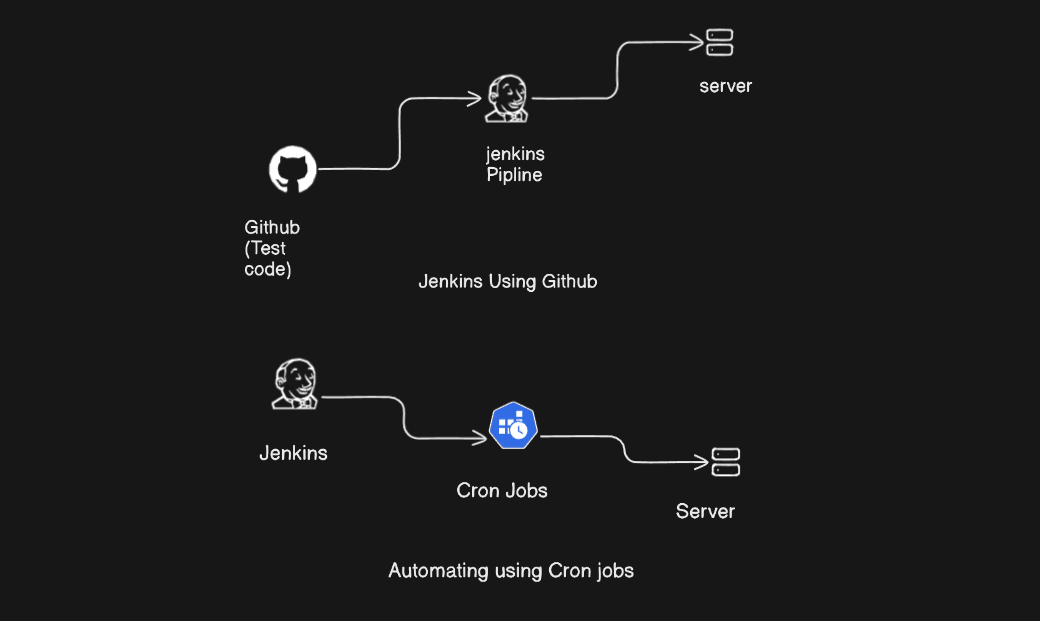 server
jenkins
Pipline
Github
(Test
code)
Jenkins Using Github
Jenkins
Cron Jobs
Server
Automating using Cron jobs